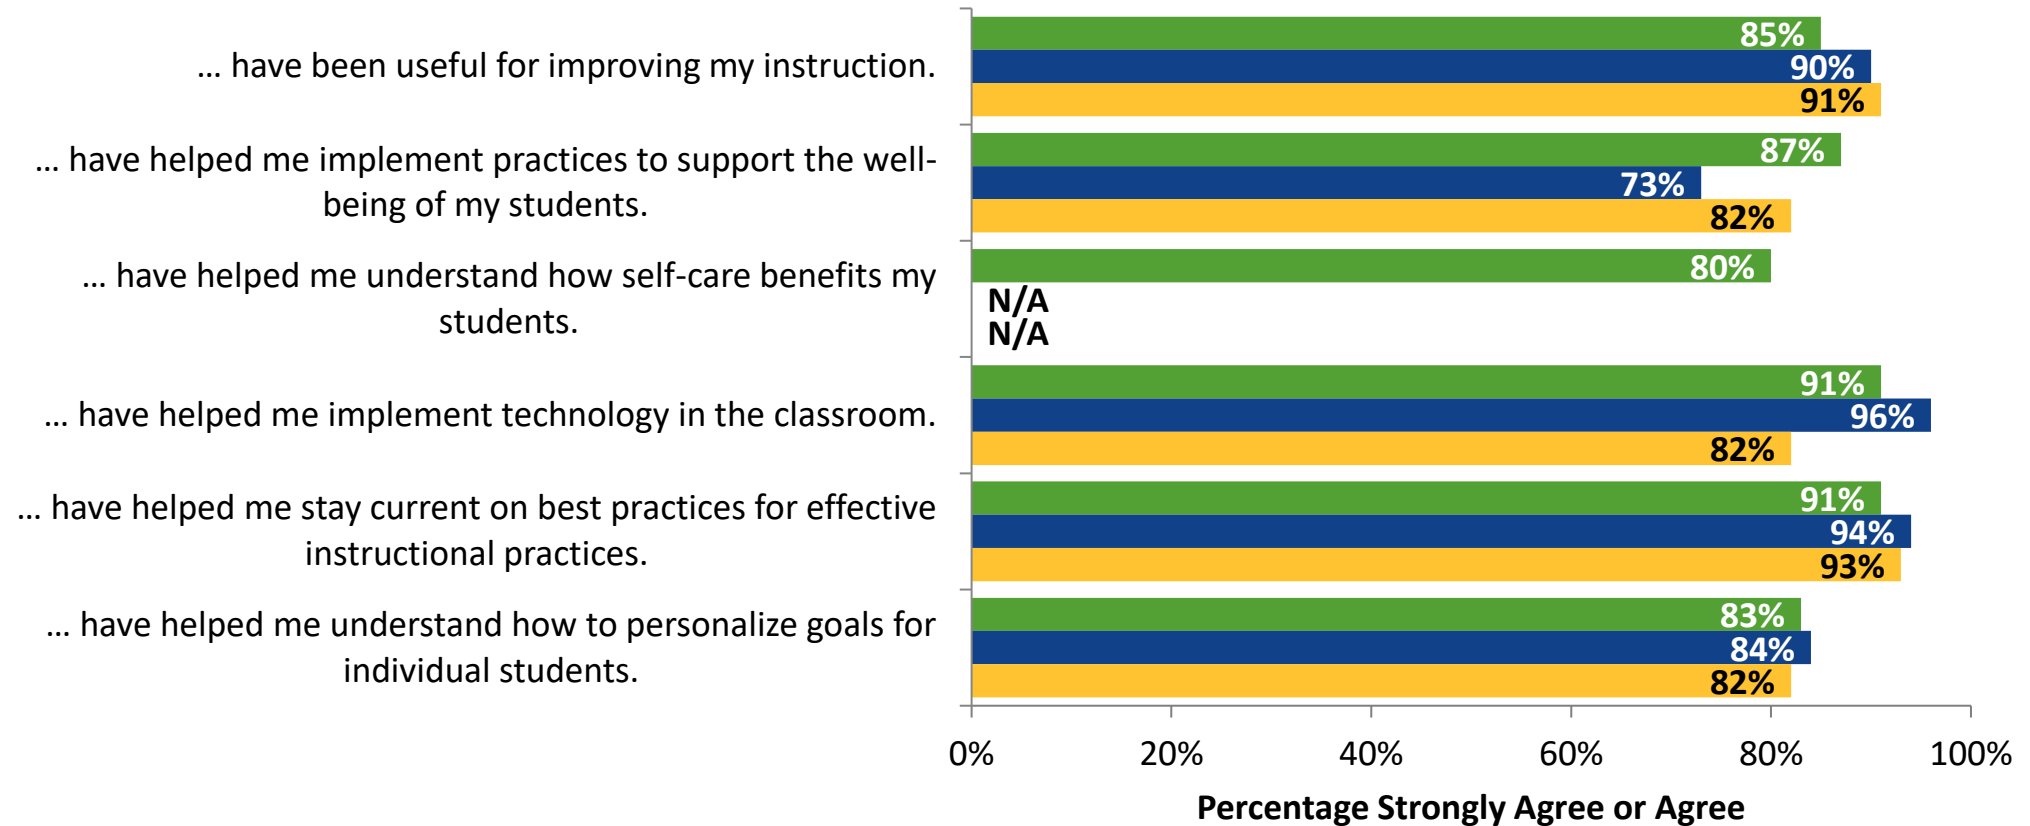 ... have been useful for improving my instruction.
85%
90%
91%
... have helped me implement practices to support the well-
being of my students.
87%
73%
82%
... have helped me understand how self-care benefits my
students.
80%
N/A
N/A
... have helped me implement technology in the classroom.
91%
96%
82%
... have helped me stay current on best practices for effective
instructional practices.
91%
94%
93%
... have helped me understand how to personalize goals for
individual students.
83%
84%
82%
0% 20% 40% 60% 80% 100%
Percentage Strongly Agree or Agree